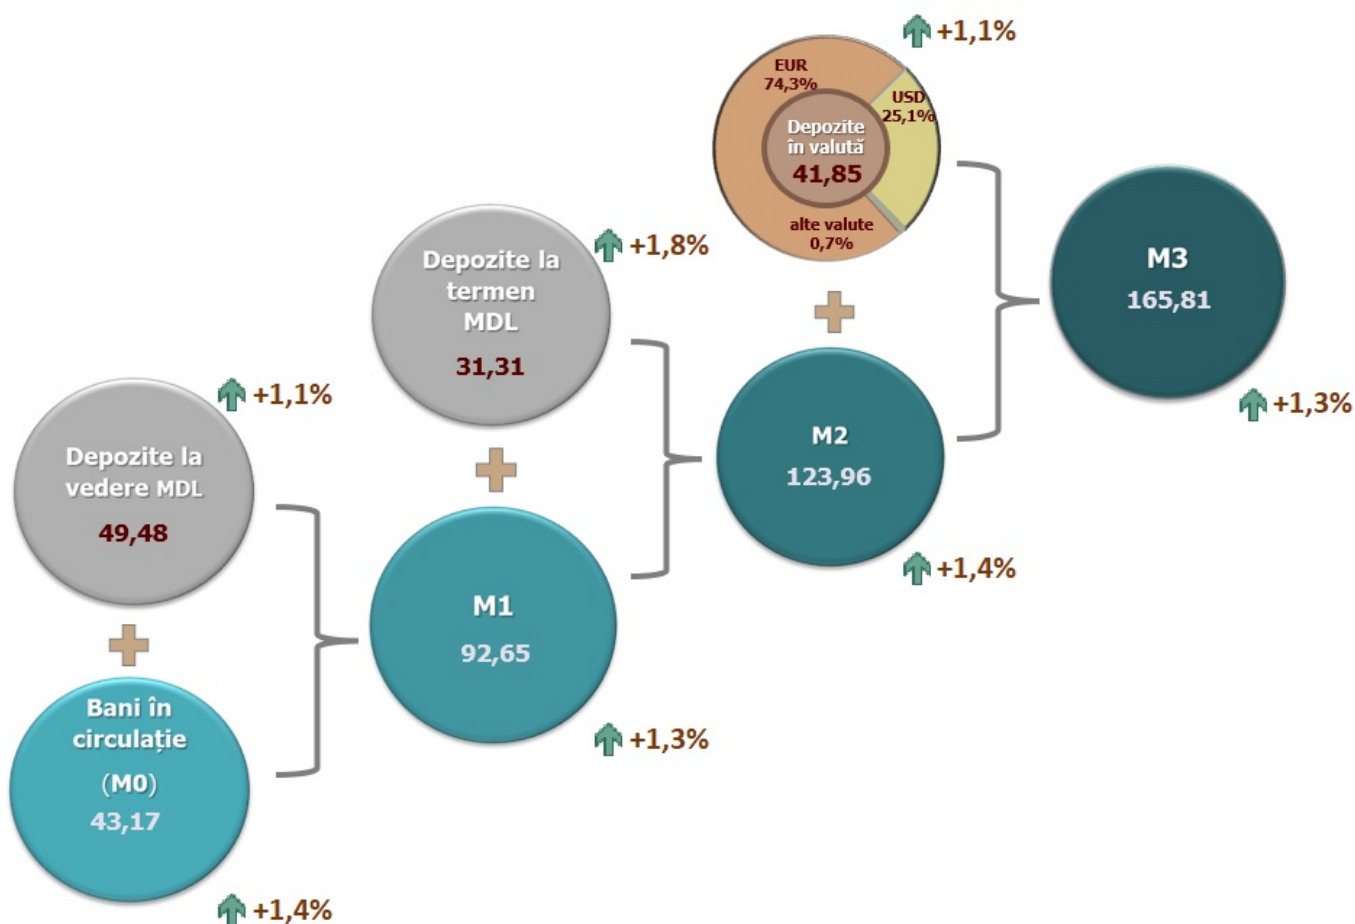 +1,1%
EUR
74,3%
USD
25,1%
Depozite
în valută
41,85
alte valute
0,7%
+1,8%
Depozite la
termen
MDL
31,31
M3
165,81
+1,3%
+1,1%
Depozite la
vedere MDL
49,48
M2
123,96
+1,4%
M1
92,65
+1,3%
Bani în
circulație
(M0)
43,17
+1,4%